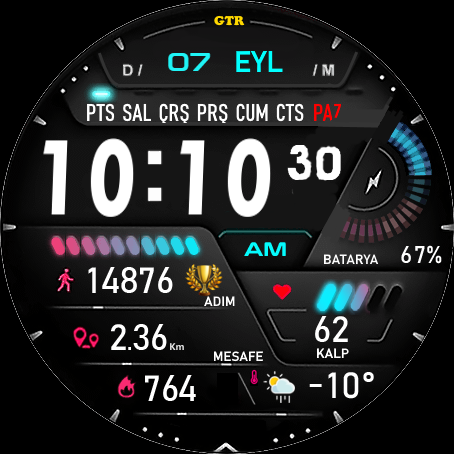 GTR
D/ 07 EYL /M
PTS SAL ÇRŞ PRŞ CUM CTS PA7
10:10 30
AM
BATARYA 67%
14876
ADIM
2.36 Km
MESAFE
62
KALP
764
-10°